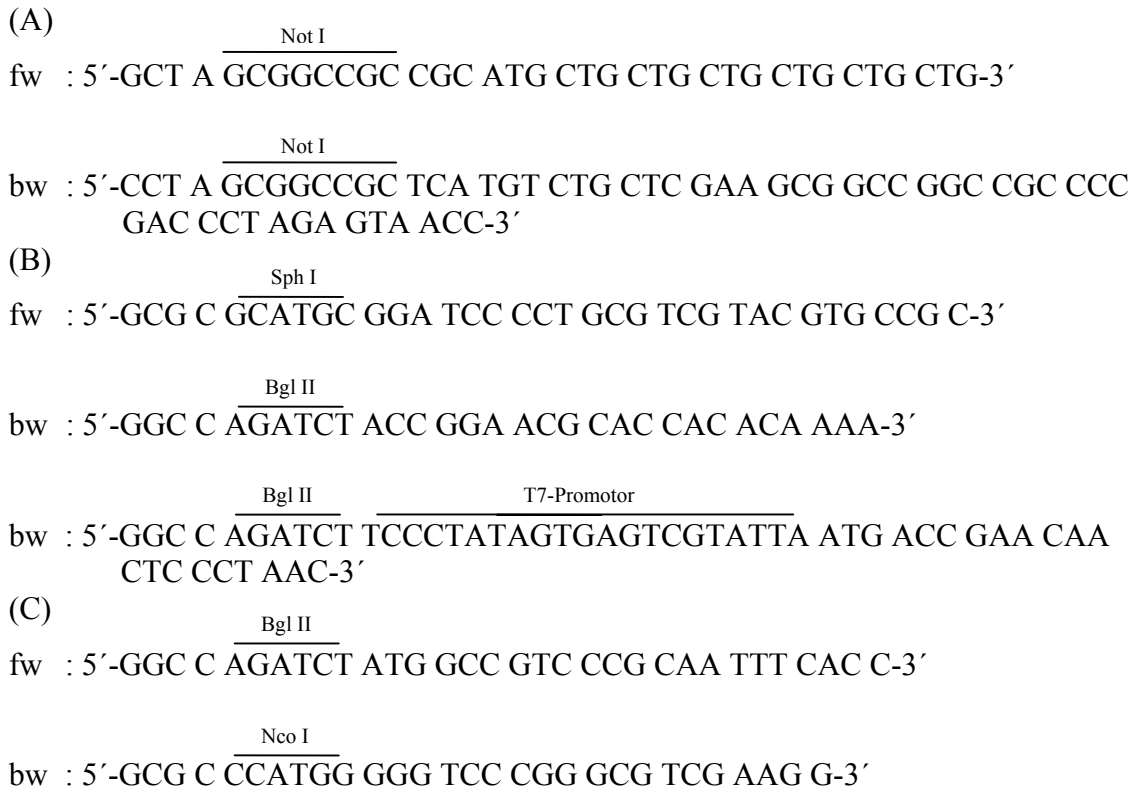 (A)
Not I
fw : 5´-GCT A GCGGCCGC CGC ATG CTG CTG CTG CTG CTG CTG-3´
Not I
bw : 5´-CCT A GCGGCCGC TCA TGT CTG CTC GAA GCG GCC GGC CGC CCC
GAC CCT AGA GTA ACC-3´
(B)
Sph I
fw : 5´-GCG C GCATGC GGA TCC CCT GCG TCG TAC GTG CCG C-3´
Bgl II
bw : 5´-GGC C AGATCT ACC GGA ACG CAC CAC ACA AAA-3´
Bgl II T7-Promotor
bw : 5´-GGC C AGATCT TCCCTATAGTGAGTCGTATTA ATG ACC GAA CAA
CTC CCT AAC-3´
(C)
Bgl II
fw : 5´-GGC C AGATCT ATG GCC GTC CCG CAA TTT CAC C-3´
Nco I
bw : 5´-GCG C CCATGG GGG TCC CGG GCG TCG AAG G-3´